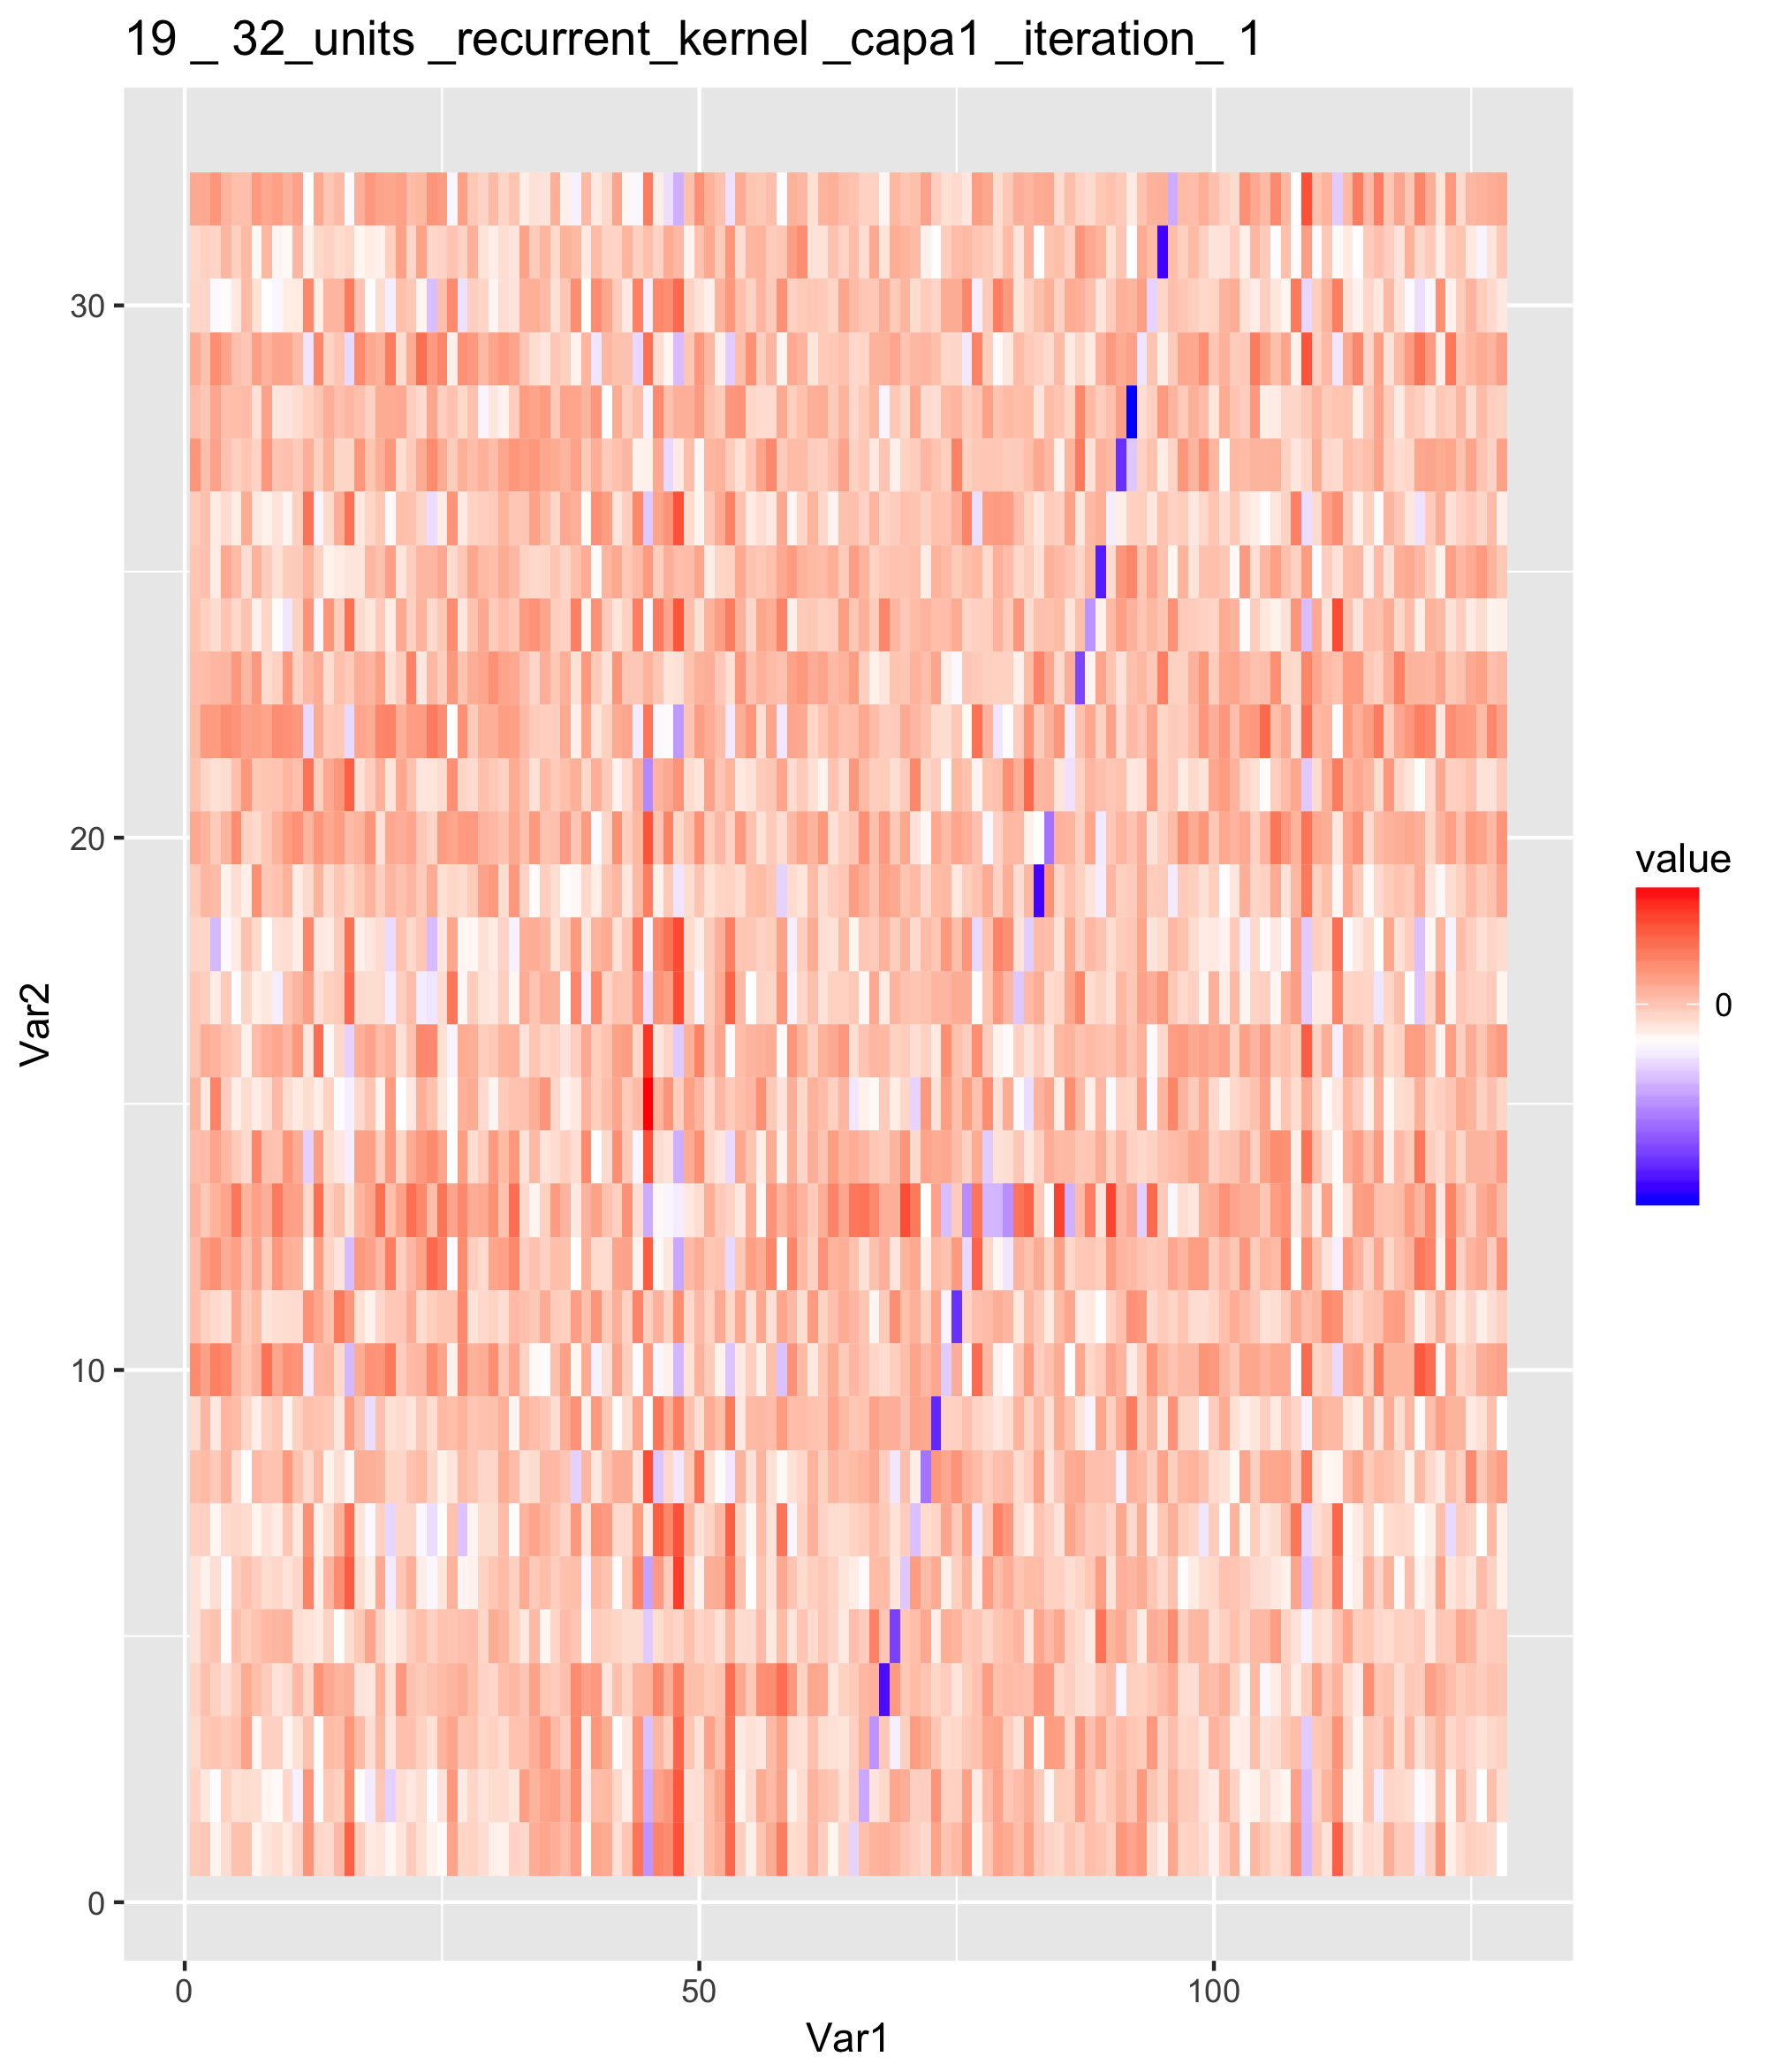 19 _ 32_units _recurrent_kernel _capa1 _iteration_ 1
30
20
10
0
0
50
100
Var1
Var2
value
0